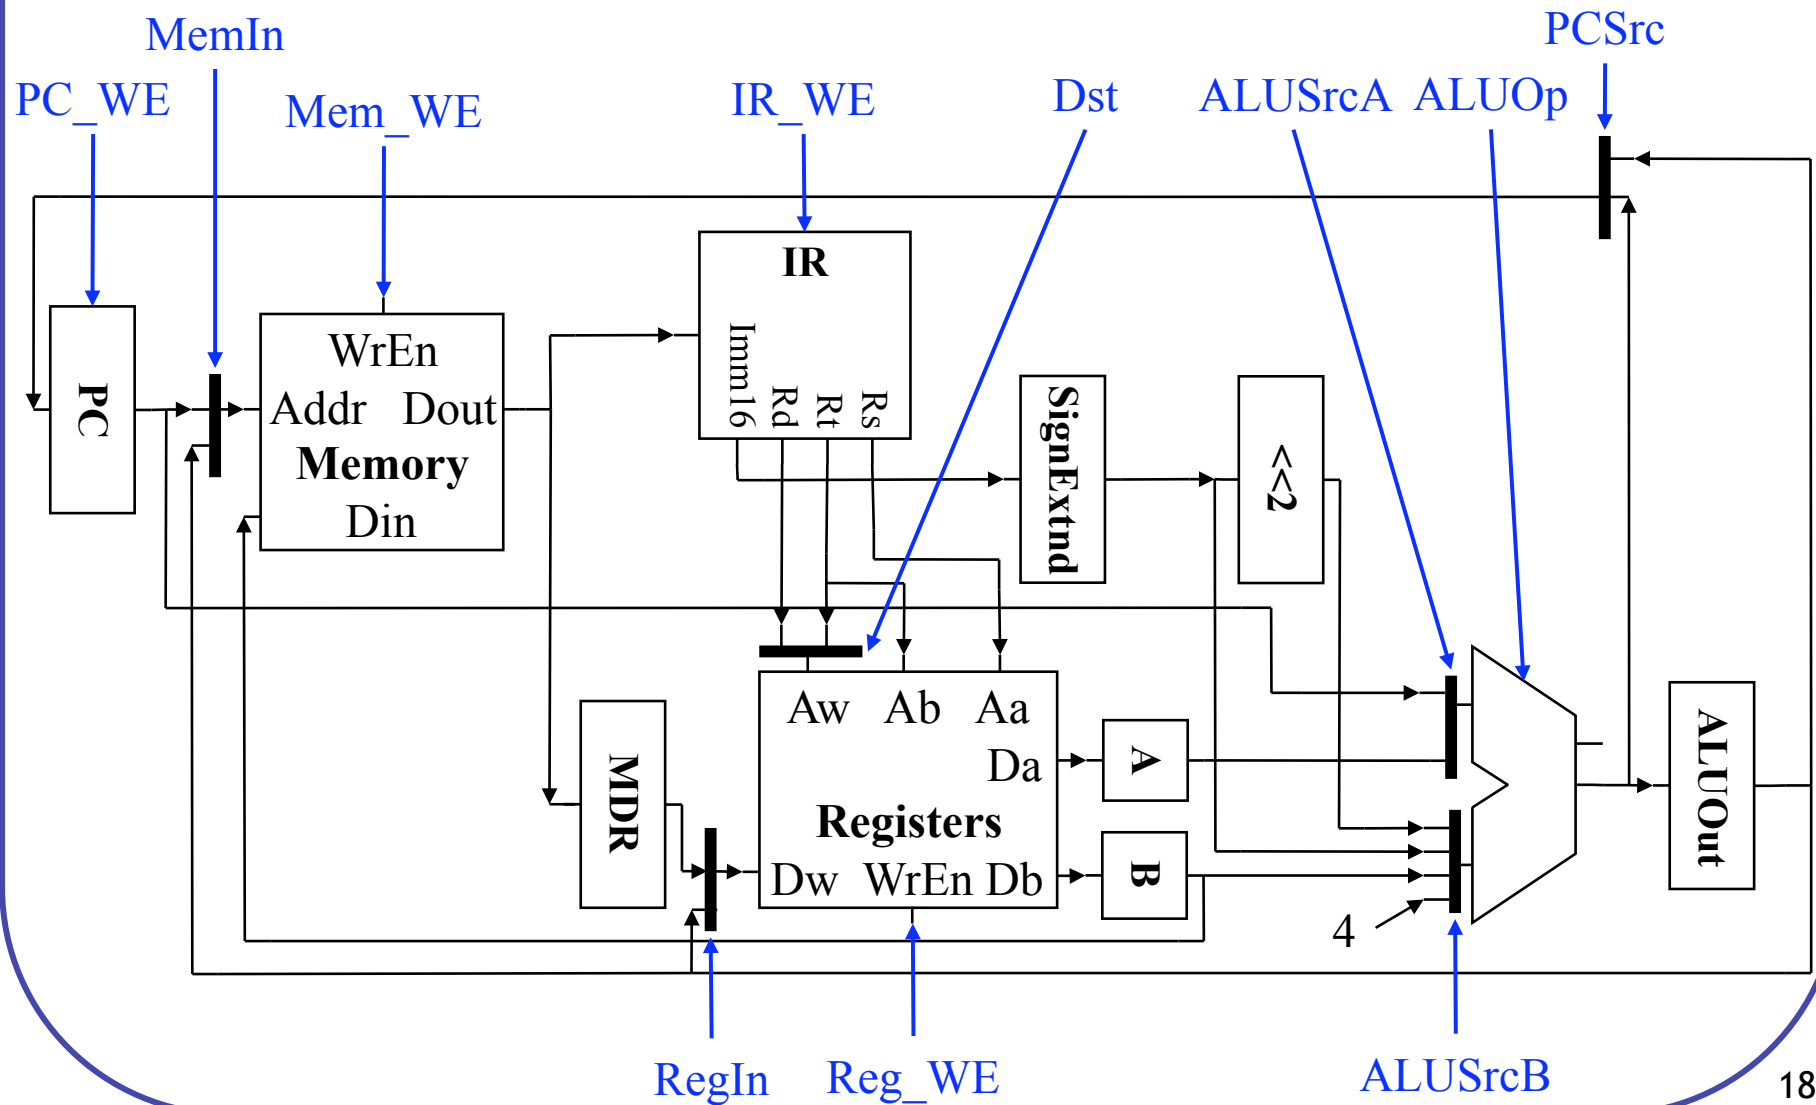 MemIn
PCSrc
PC_WE
Mem_WE
IR_WE
Dst
ALUSrcA
ALUOp
IR
Imm16
Rd
Rt
Rs
PC
WrEn
Addr Dout
Memory
Din
SignExtnd
<<2
MDR
Aw Ab Aa
Da
Registers
Dw WrEn Db
A
B
4
ALUOut
RegIn
Reg_WE
ALUSrcB
18